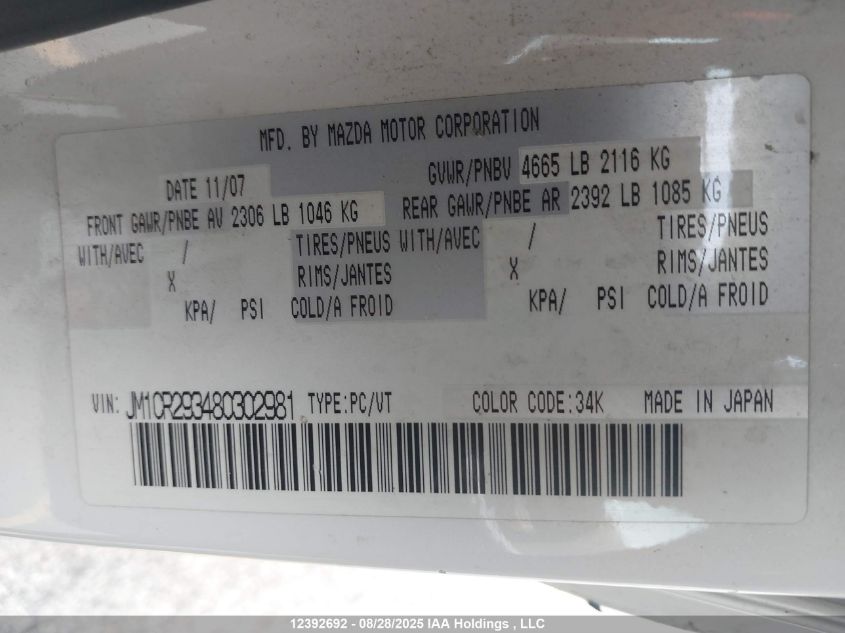 MFD. BY MAZDA MOTOR CORPORATION
DATE 11/07 GVWR/PNBV 4665 LB 2116 KG
FRONT GAWR/PNBE AV 2306 LB 1046 KG REAR GAWR/PNBE AR 2392 LB 1085 KG
WITH/AVEC / TIRES/PNEUS WITH/AVEC / TIRES/PNEUS
X RIMS/JANTES X RIMS/JANTES
KPA/ PSI COLD/A FROID KPA/ PSI COLD/A FROID
VIN: JM1CR293480302981 TYPE:PC/VT COLOR CODE:34K MADE IN JAPAN
12392692 - 08/28/2025 IAA Holdings , LLC